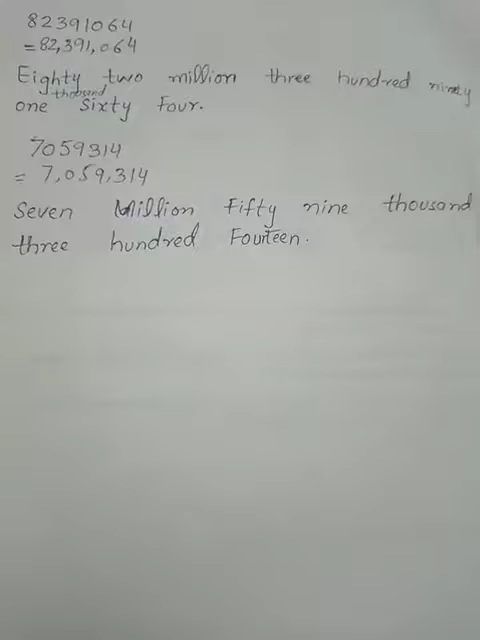 82391064
= 82,391,064
Eighty two million three hundred ninety
thousand
one sixty Four.
7059314
= 7,059,314
Seven Million Fifty nine thousand
three hundred Fourteen.